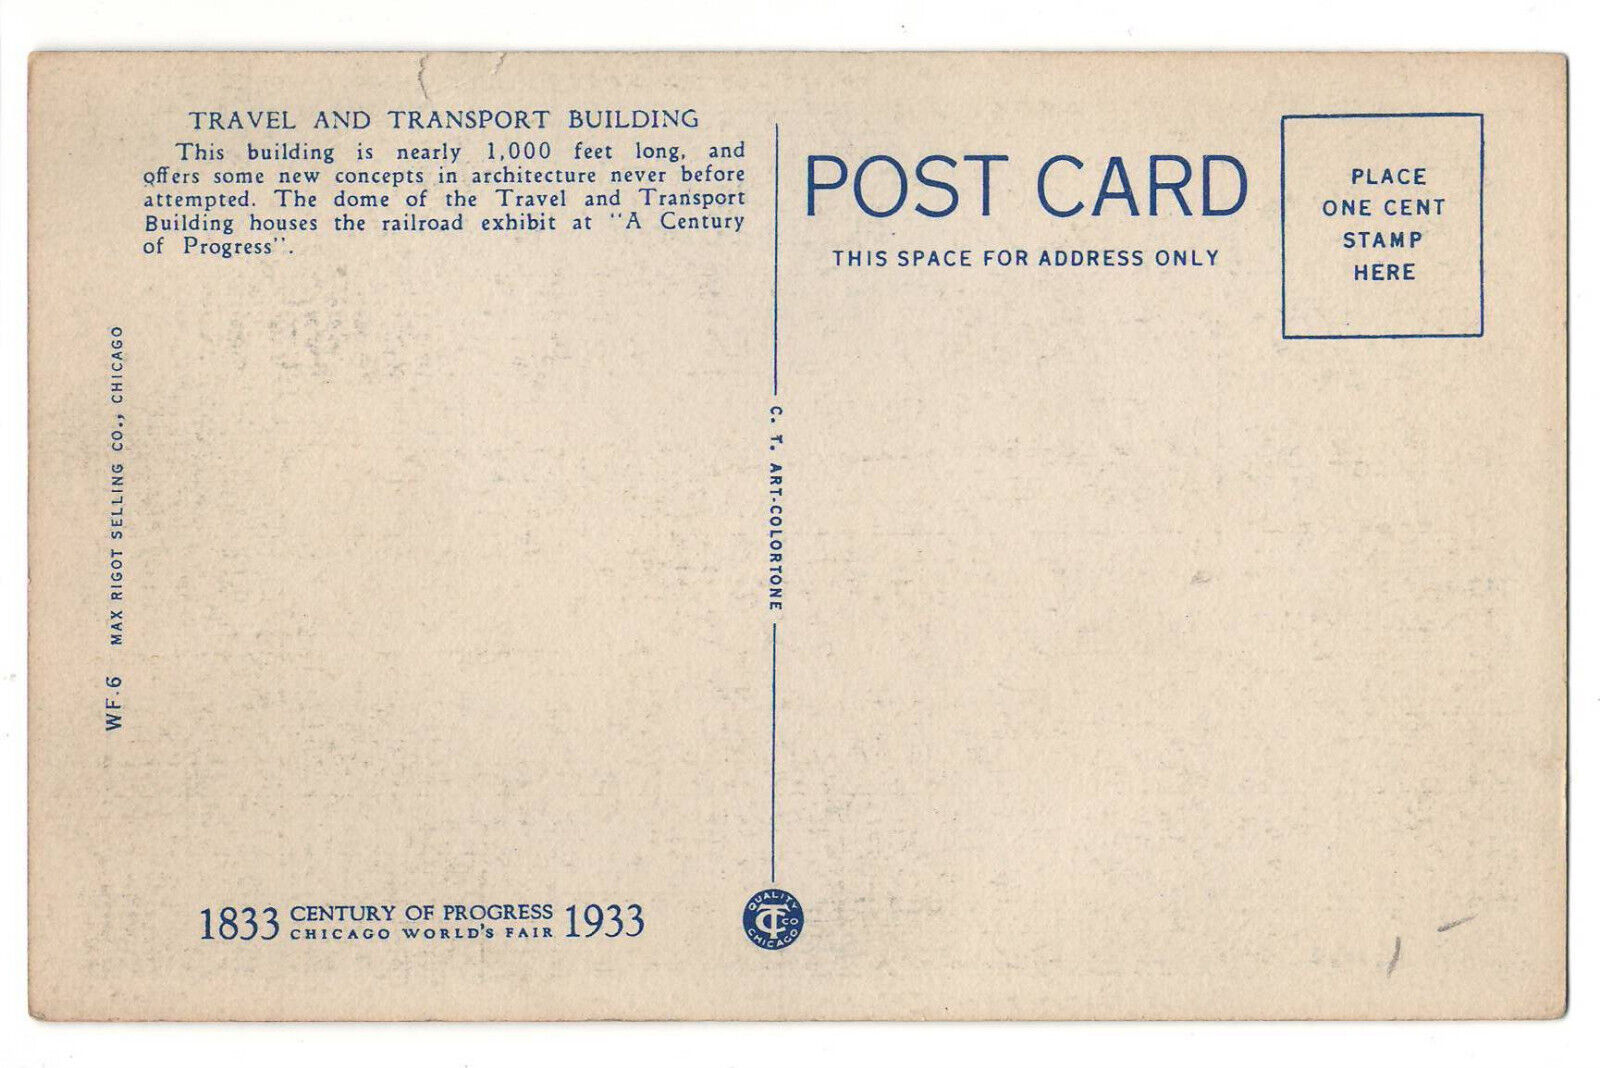 TRAVEL AND TRANSPORT BUILDING
This building is nearly 1,000 feet long, and
offers some new concepts in architecture never before
attempted. The dome of the Travel and Transport
Building houses the railroad exhibit at "A Century
of Progress".
WF-6 MAX RIGOT SELLING CO., CHICAGO
1833 CENTURY OF PROGRESS 1933
CHICAGO WORLD'S FAIR
C. T. ART-COLORTONE
QUALITY
CT CO
CHICAGO
POST CARD
THIS SPACE FOR ADDRESS ONLY
PLACE
ONE CENT
STAMP
HERE